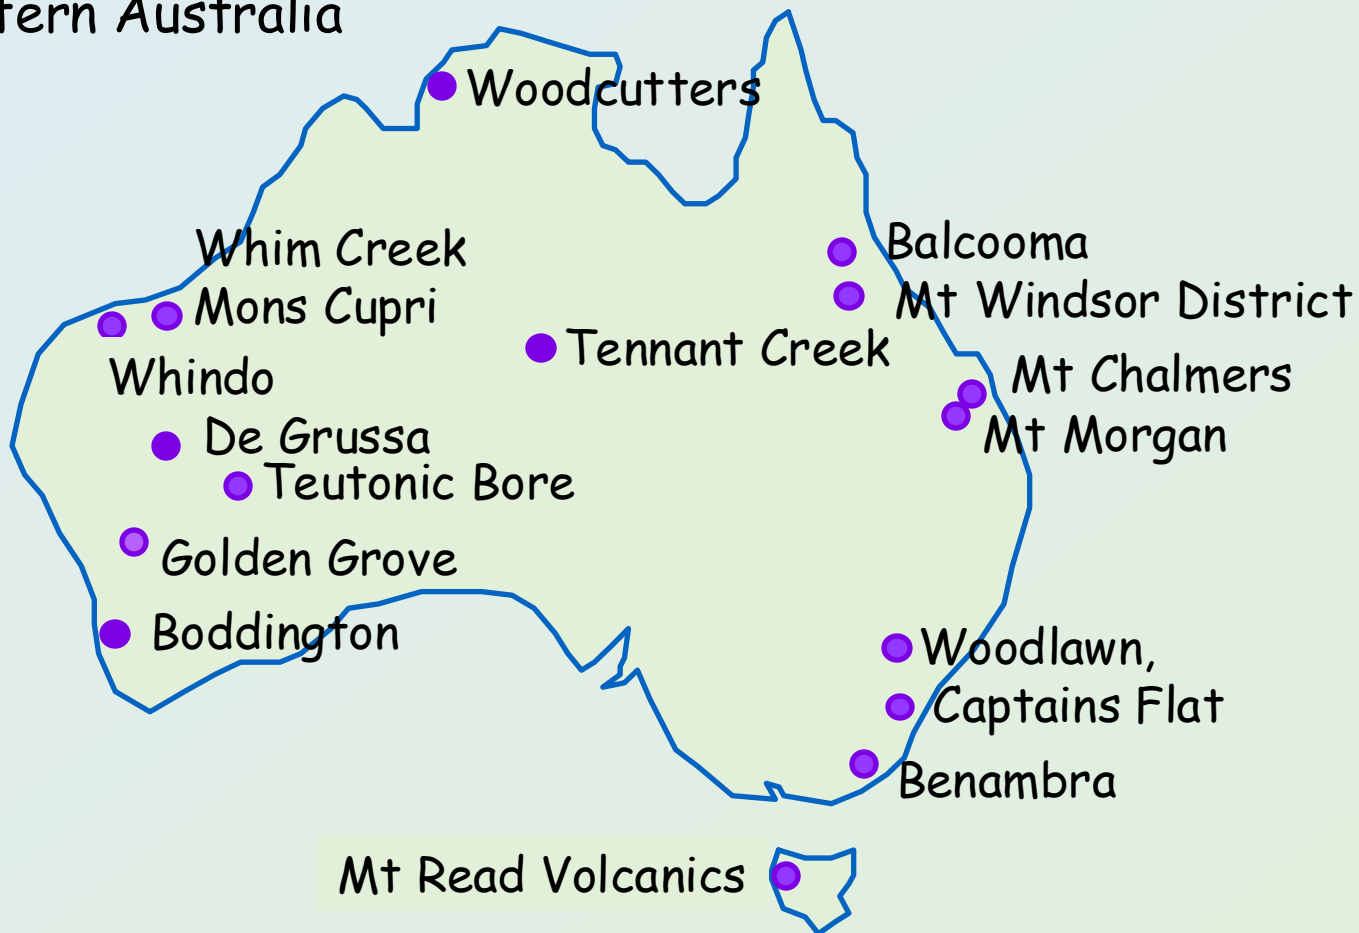 tern Australia
Woodcutters
Whim Creek
Mons Cupri
Whindo
De Grussa
Teutonic Bore
Golden Grove
Boddington
Tennant Creek
Balcooma
Mt Windsor District
Mt Chalmers
Mt Morgan
Woodlawn,
Captains Flat
Benambra
Mt Read Volcanics